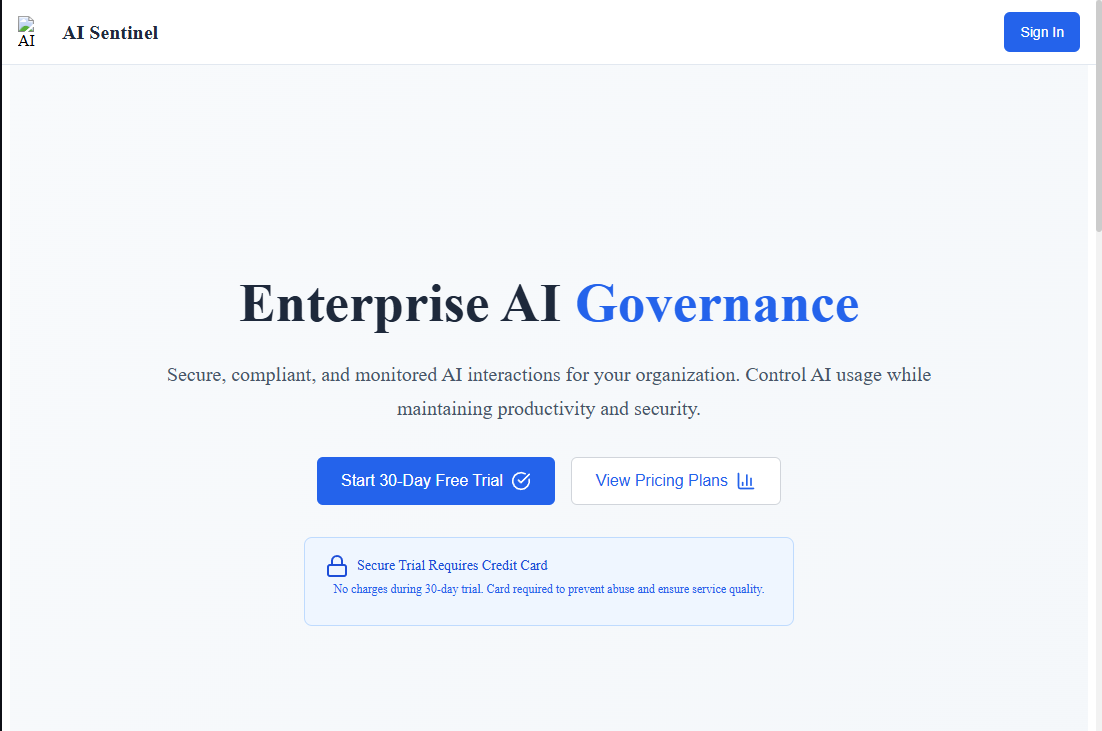 AI
AI Sentinel
Sign In
Enterprise AI Governance
Secure, compliant, and monitored AI interactions for your organization. Control AI usage while
maintaining productivity and security.
Start 30-Day Free Trial
View Pricing Plans
Secure Trial Requires Credit Card
No charges during 30-day trial. Card required to prevent abuse and ensure service quality.